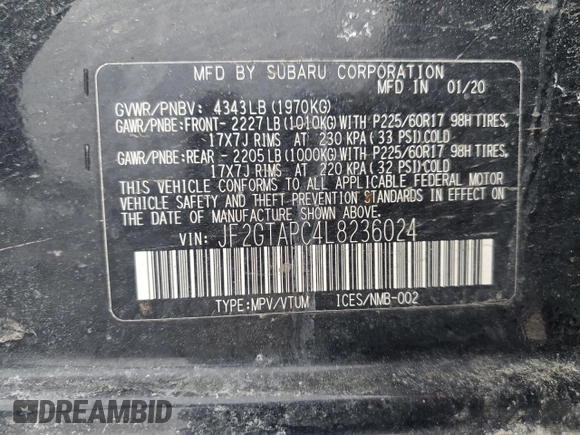 MFD BY SUBARU CORPORATION
MFD IN 01/20
GVWR/PNBV: 4343LB(1970KG)
GAWR/PNBE:FRONT-2227LB(1010KG)WITH P225/60R17 98H TIRES,
17X7J RIMS AT 230 KPA(33 PSI)COLD
GAWR/PNBE:REAR -2205LB(1000KG)WITH P225/60R17 98H TIRES,
17X7J RIMS AT 220 KPA(32 PSI)COLD
THIS VEHICLE CONFORMS TO ALL APPLICABLE FEDERAL MOTOR
VEHICLE SAFETY AND THEFT PREVENTION STANDARDS IN EFFECT ON
THE DATE OF MANUFACTURE SHOWN ABOVE.
VIN: JF2GTAPC4L8236024
TYPE:MPV/VTUM ICES/NMB-002
DREAMBID